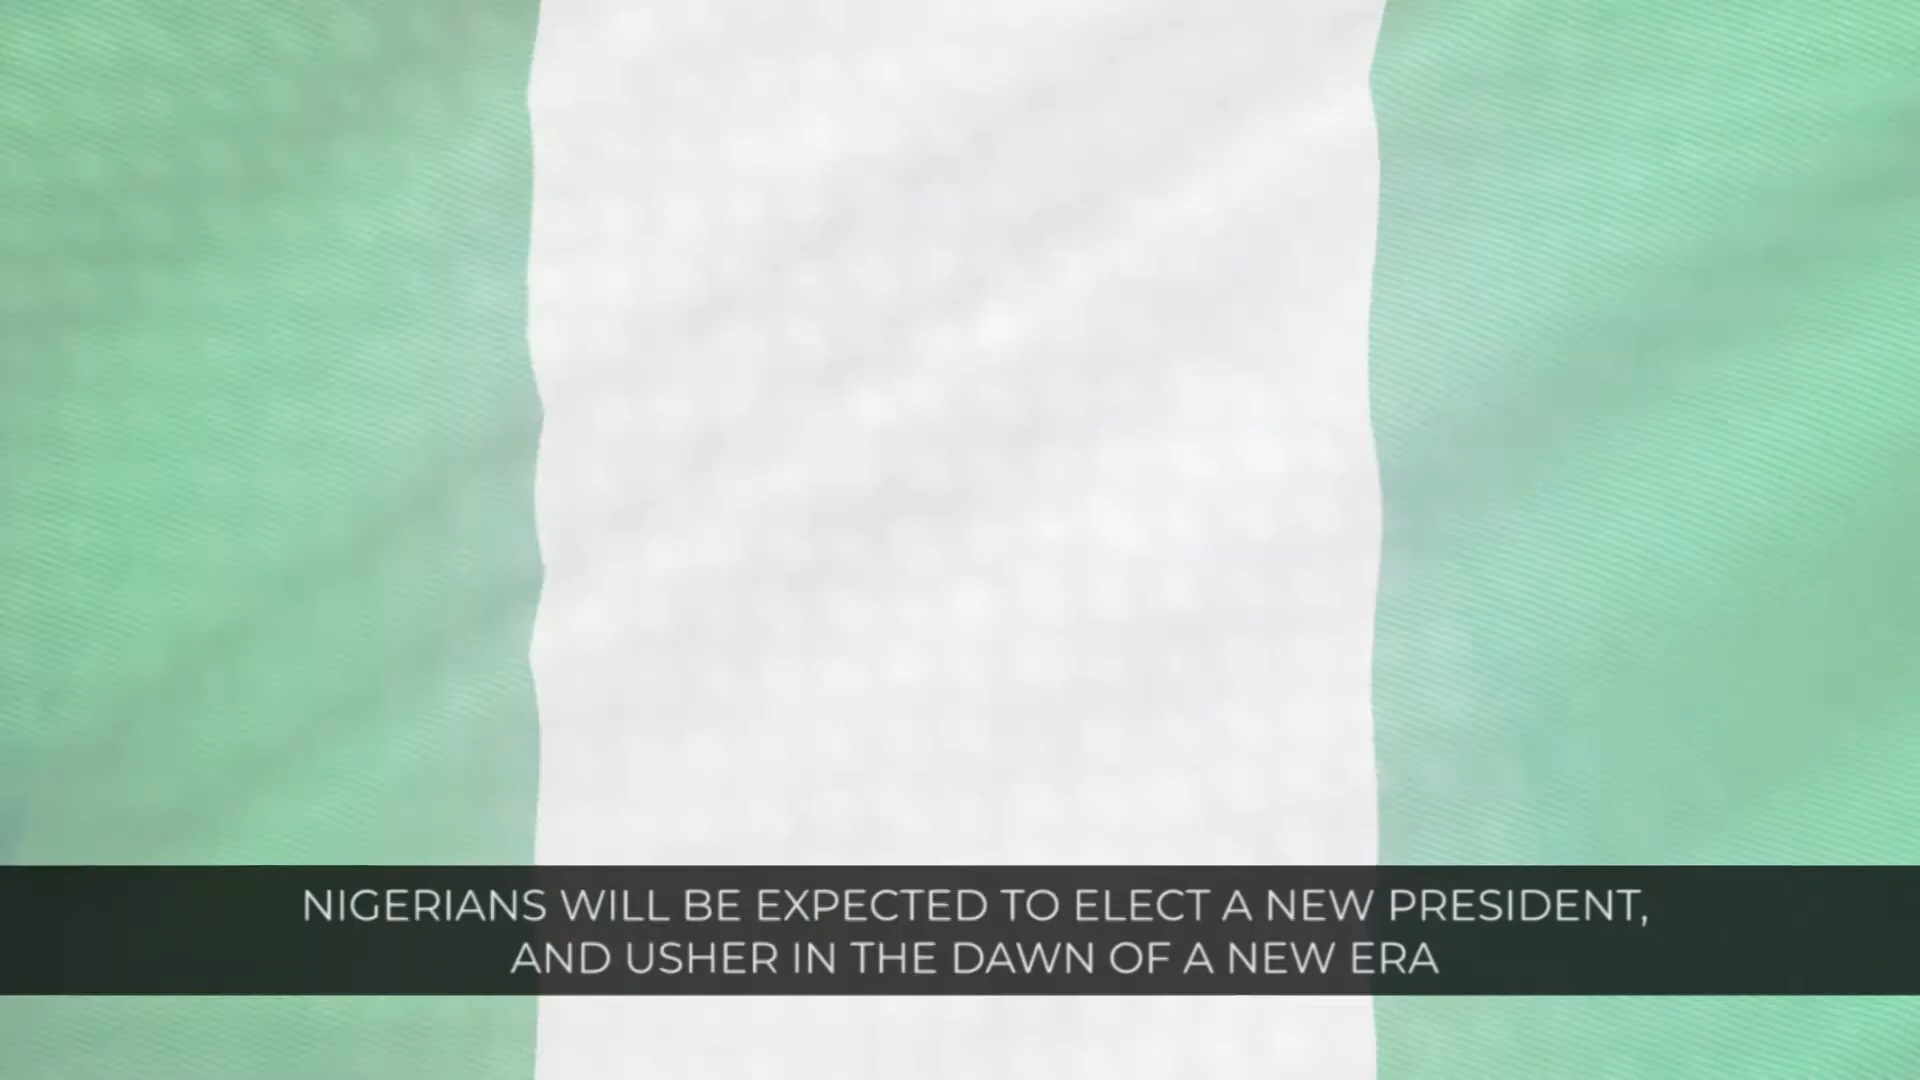 NIGERIANS WILL BE EXPECTED TO ELECT A NEW PRESIDENT,
AND USHER IN THE DAWN OF A NEW ERA